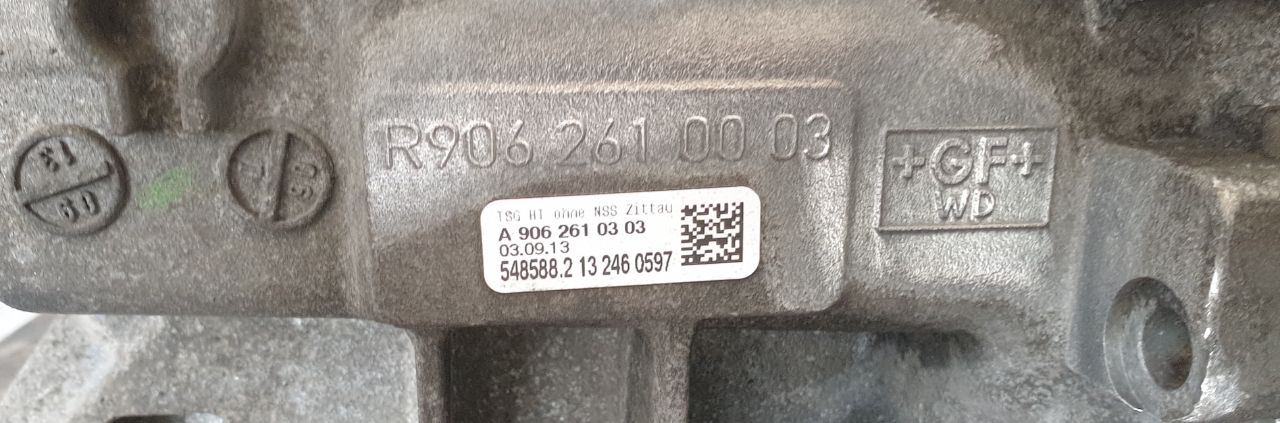 R906 261 00 03
+GF+
WD
TSG HT ohne NSS Zittau
A 906 261 03 03
03.09.13
548588.2 13 246 0597
13